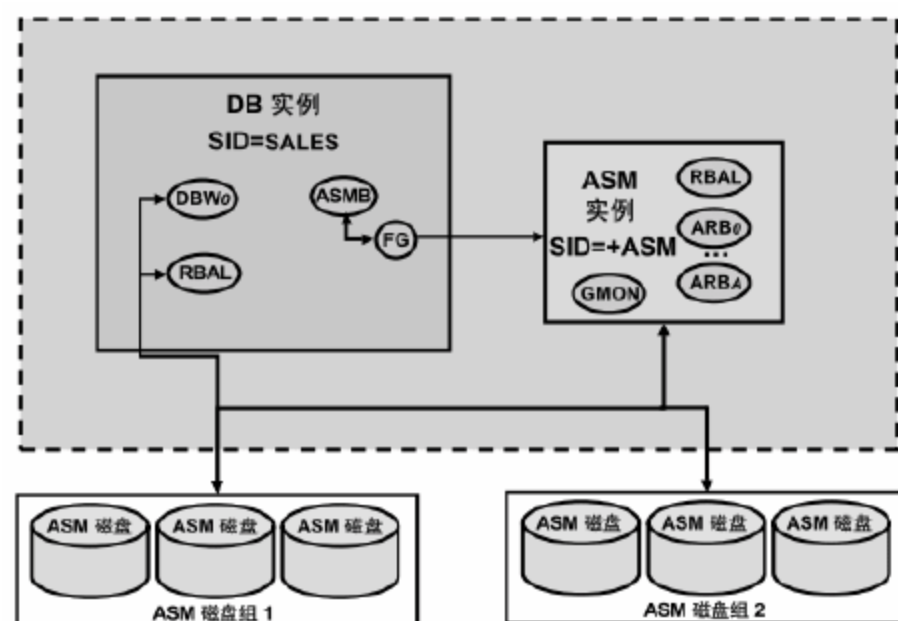 DB 实例
SID=SALES
DBW0
ASMB
FG
RBAL
ASM
实例
SID=+ASM
RBAL
ARB0
...
ARBA
GMON
ASM 磁盘
ASM 磁盘
ASM 磁盘
ASM 磁盘组 1
ASM 磁盘
ASM 磁盘
ASM 磁盘
ASM 磁盘组 2